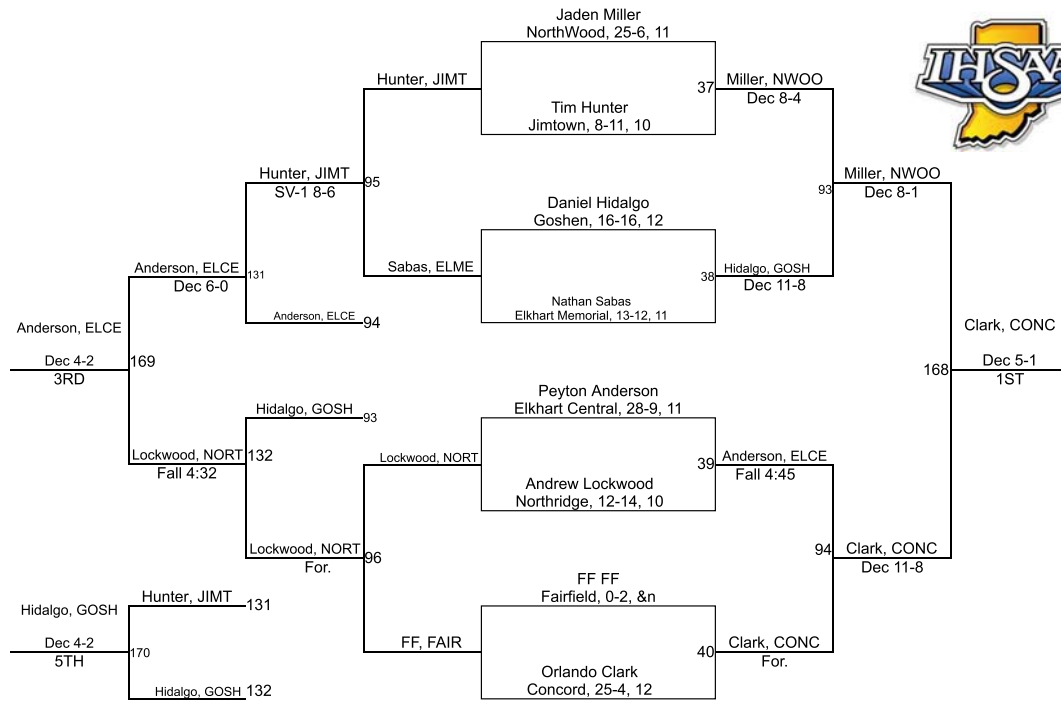 Jaden Miller
NorthWood, 25-6, 11
IHSAA
Hunter, JIMT
37
Miller, NWOO
Dec 8-4
Tim Hunter
Jimtown, 8-11, 10
Hunter, JIMT
SV-1 8-6
95
93
Miller, NWOO
Dec 8-1
Daniel Hidalgo
Goshen, 16-16, 12
Anderson, ELCE
Dec 6-0
131
Sabas, ELME
38
Hidalgo, GOSH
Dec 11-8
Nathan Sabas
Elkhart Memorial, 13-12, 11
Anderson, ELCE
94
Anderson, ELCE
Dec 4-2
3RD
169
Clark, CONC
168
Dec 5-1
1ST
Peyton Anderson
Elkhart Central, 28-9, 11
Hidalgo, GOSH
93
Lockwood, NORT
Fall 4:32
132
Lockwood, NORT
39
Anderson, ELCE
Fall 4:45
Andrew Lockwood
Northridge, 12-14, 10
Lockwood, NORT
For.
96
94
Clark, CONC
Dec 11-8
FF FF
Fairfield, 0-2, &n
Hidalgo, GOSH
Dec 4-2
5TH
Hunter, JIMT
131
170
Hidalgo, GOSH
132
FF, FAIR
40
Clark, CONC
For.
Orlando Clark
Concord, 25-4, 12